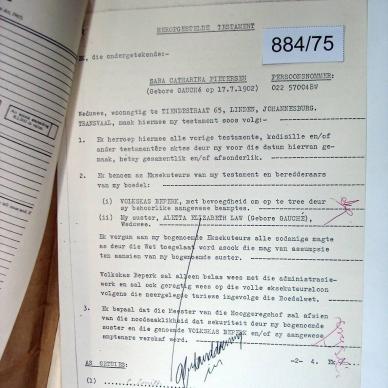 HEROPGESTELDE TESTAMENT
884/75
EK, die ondergetekende:-
SARA CATHARINA PIETERSEN
PERSOONSNOMMER:
(Gebore GAUCHÉ op 17.7.1902)
022 570048W
Weduwee, woonagtig te TIENDESTRAAT 65, LINDEN, JOHANNESBURG,
TRANSVAAL, maak hiermee my testament soos volg:-
1. Ek herroep hiermee alle vorige testamente, kodisille en/of
ander testamentêre aktes deur my voor die datum hiervan ge-
maak, hetsy gesamentlik en/of afsonderlik.
2. Ek benoem as Eksekuteurs van my testament en beredderaars
van my boedel:
(i) VOLKSKAS BEPERK, met bevoegdheid om op te tree deur
sy behoorlike aangewese beamptes.
(ii) My suster, ALETTA ELIZABETH LAW (Gebore GAUCHÉ),
Weduwee.
Ek vergun aan my bogenoemde Eksekuteurs alle sodanige magte
as deur die Wet toegelaat word asook die mag van assumpsie
ten aansien van my bogenoemde suster.
Volkskas Beperk sal alleen belas wees met die administrasie-
werk en sal ook geregtig wees op die volle eksekuteursloon
volgens die neergelegde tariewe ingevolge die Boedelwet.
3. Ek bepaal dat die Meester van die Hooggeregshof sal afsien
van die noodsaaklikheid dat sekuriteit deur my bogenoemde
suster en die genoemde VOLKSKAS BEPERK en/of sy aangewese
amptenare verskaf word.
-2- 4. Ek
AS GETUIES :
(1)